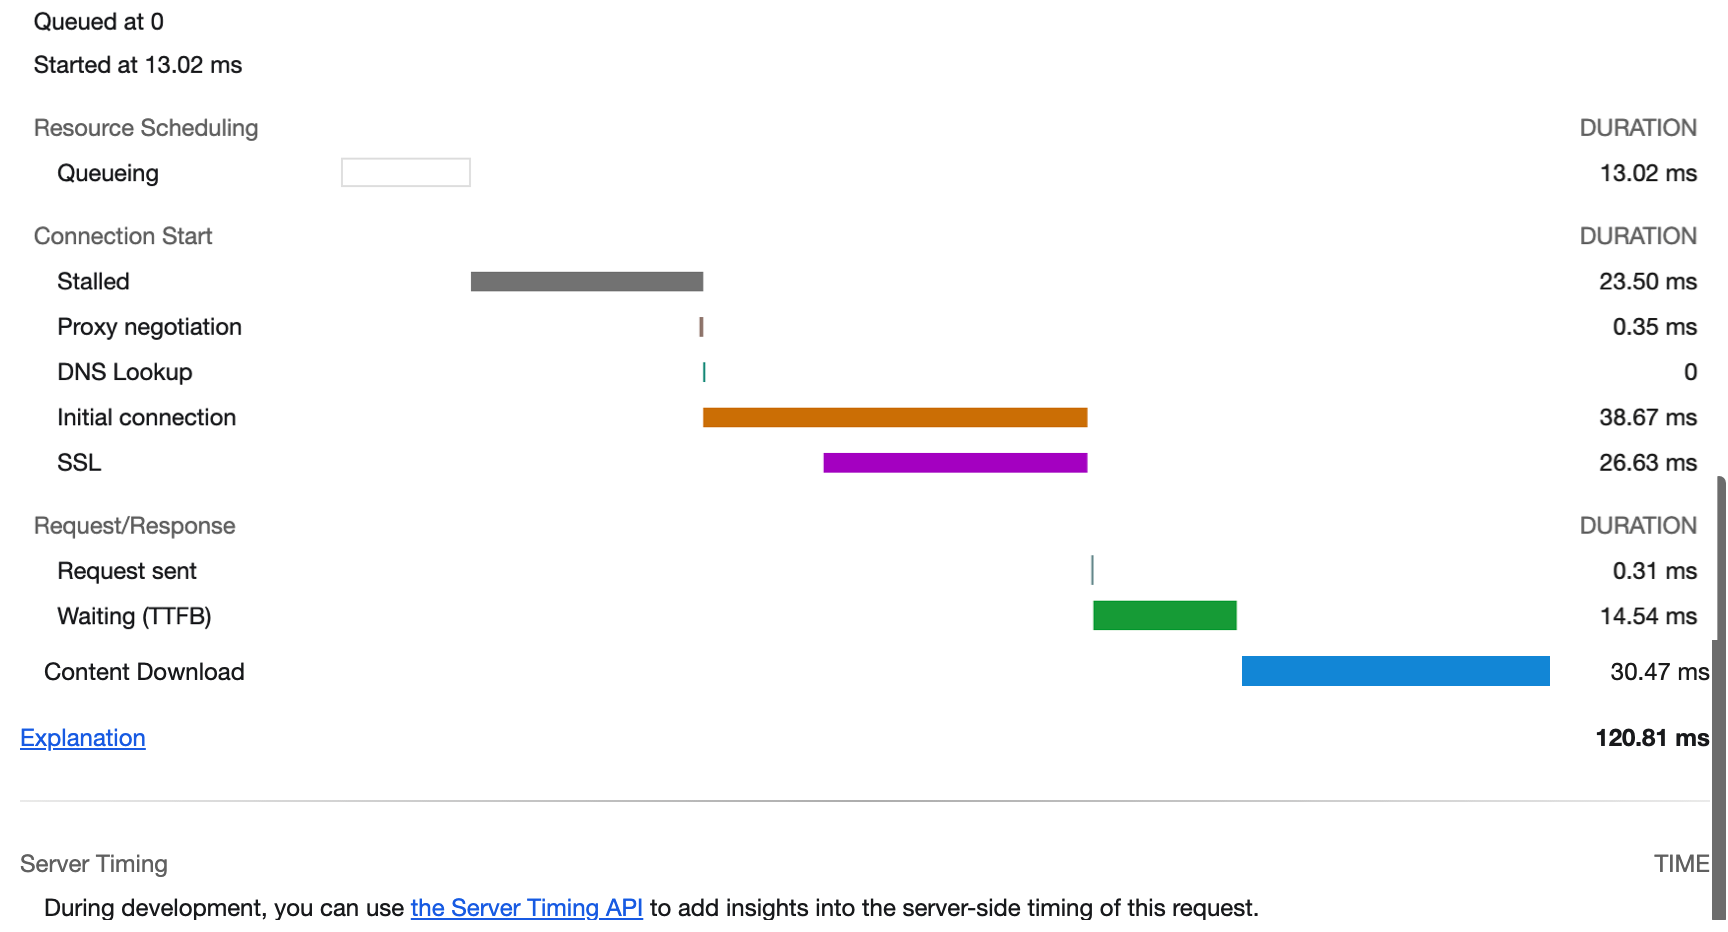 Queued at 0
Started at 13.02 ms
Resource Scheduling DURATION
Queueing 13.02 ms
Connection Start DURATION
Stalled 23.50 ms
Proxy negotiation 0.35 ms
DNS Lookup 0
Initial connection 38.67 ms
SSL 26.63 ms
Request/Response DURATION
Request sent 0.31 ms
Waiting (TTFB) 14.54 ms
Content Download 30.47 ms
Explanation 120.81 ms
Server Timing TIME
During development, you can use the Server Timing API to add insights into the server-side timing of this request.